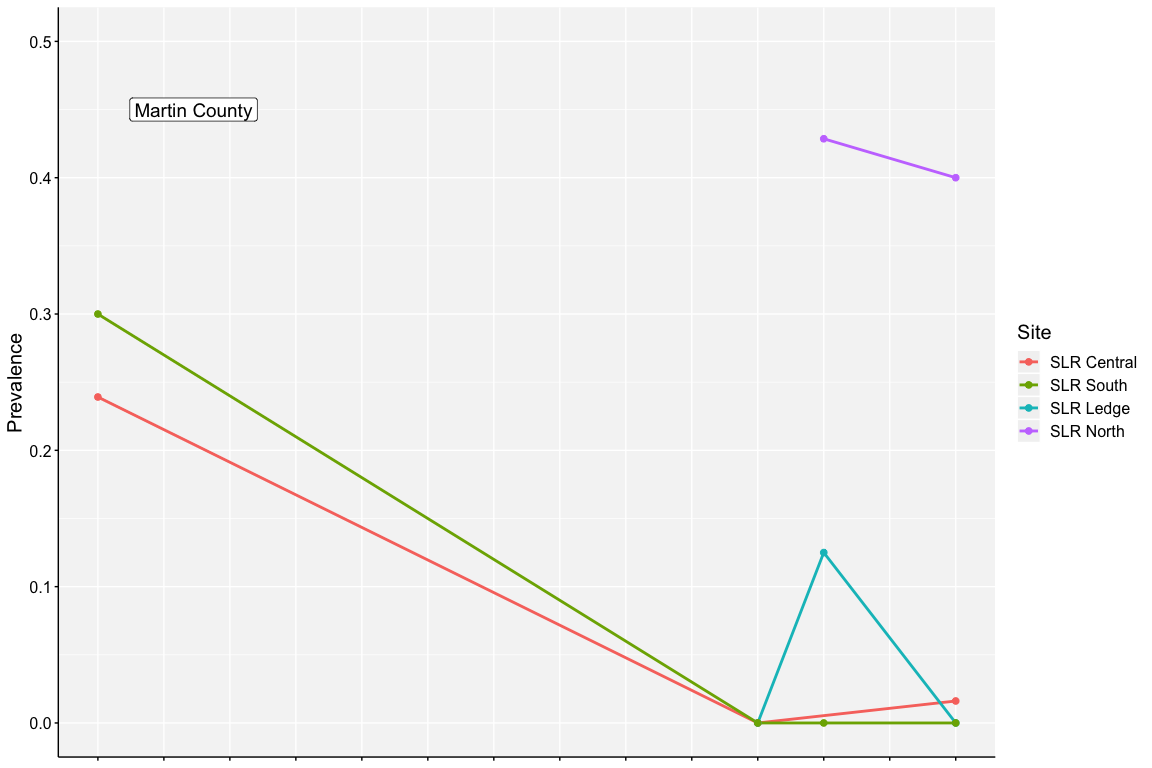 0.5
Martin County
0.4
0.3
0.2
0.1
0.0
Prevalence
Site
SLR Central
SLR South
SLR Ledge
SLR North